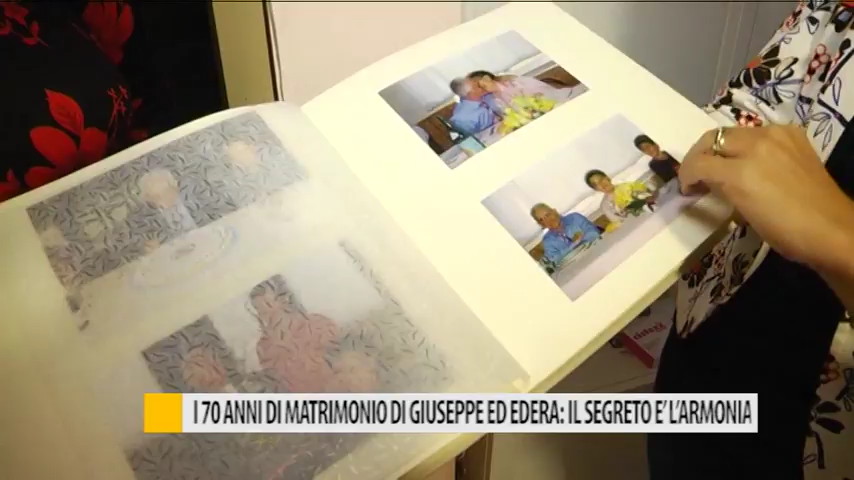 I 70 ANNI DI MATRIMONIO DI GIUSEPPE ED EDERA: IL SEGRETO E' L'ARMONIA